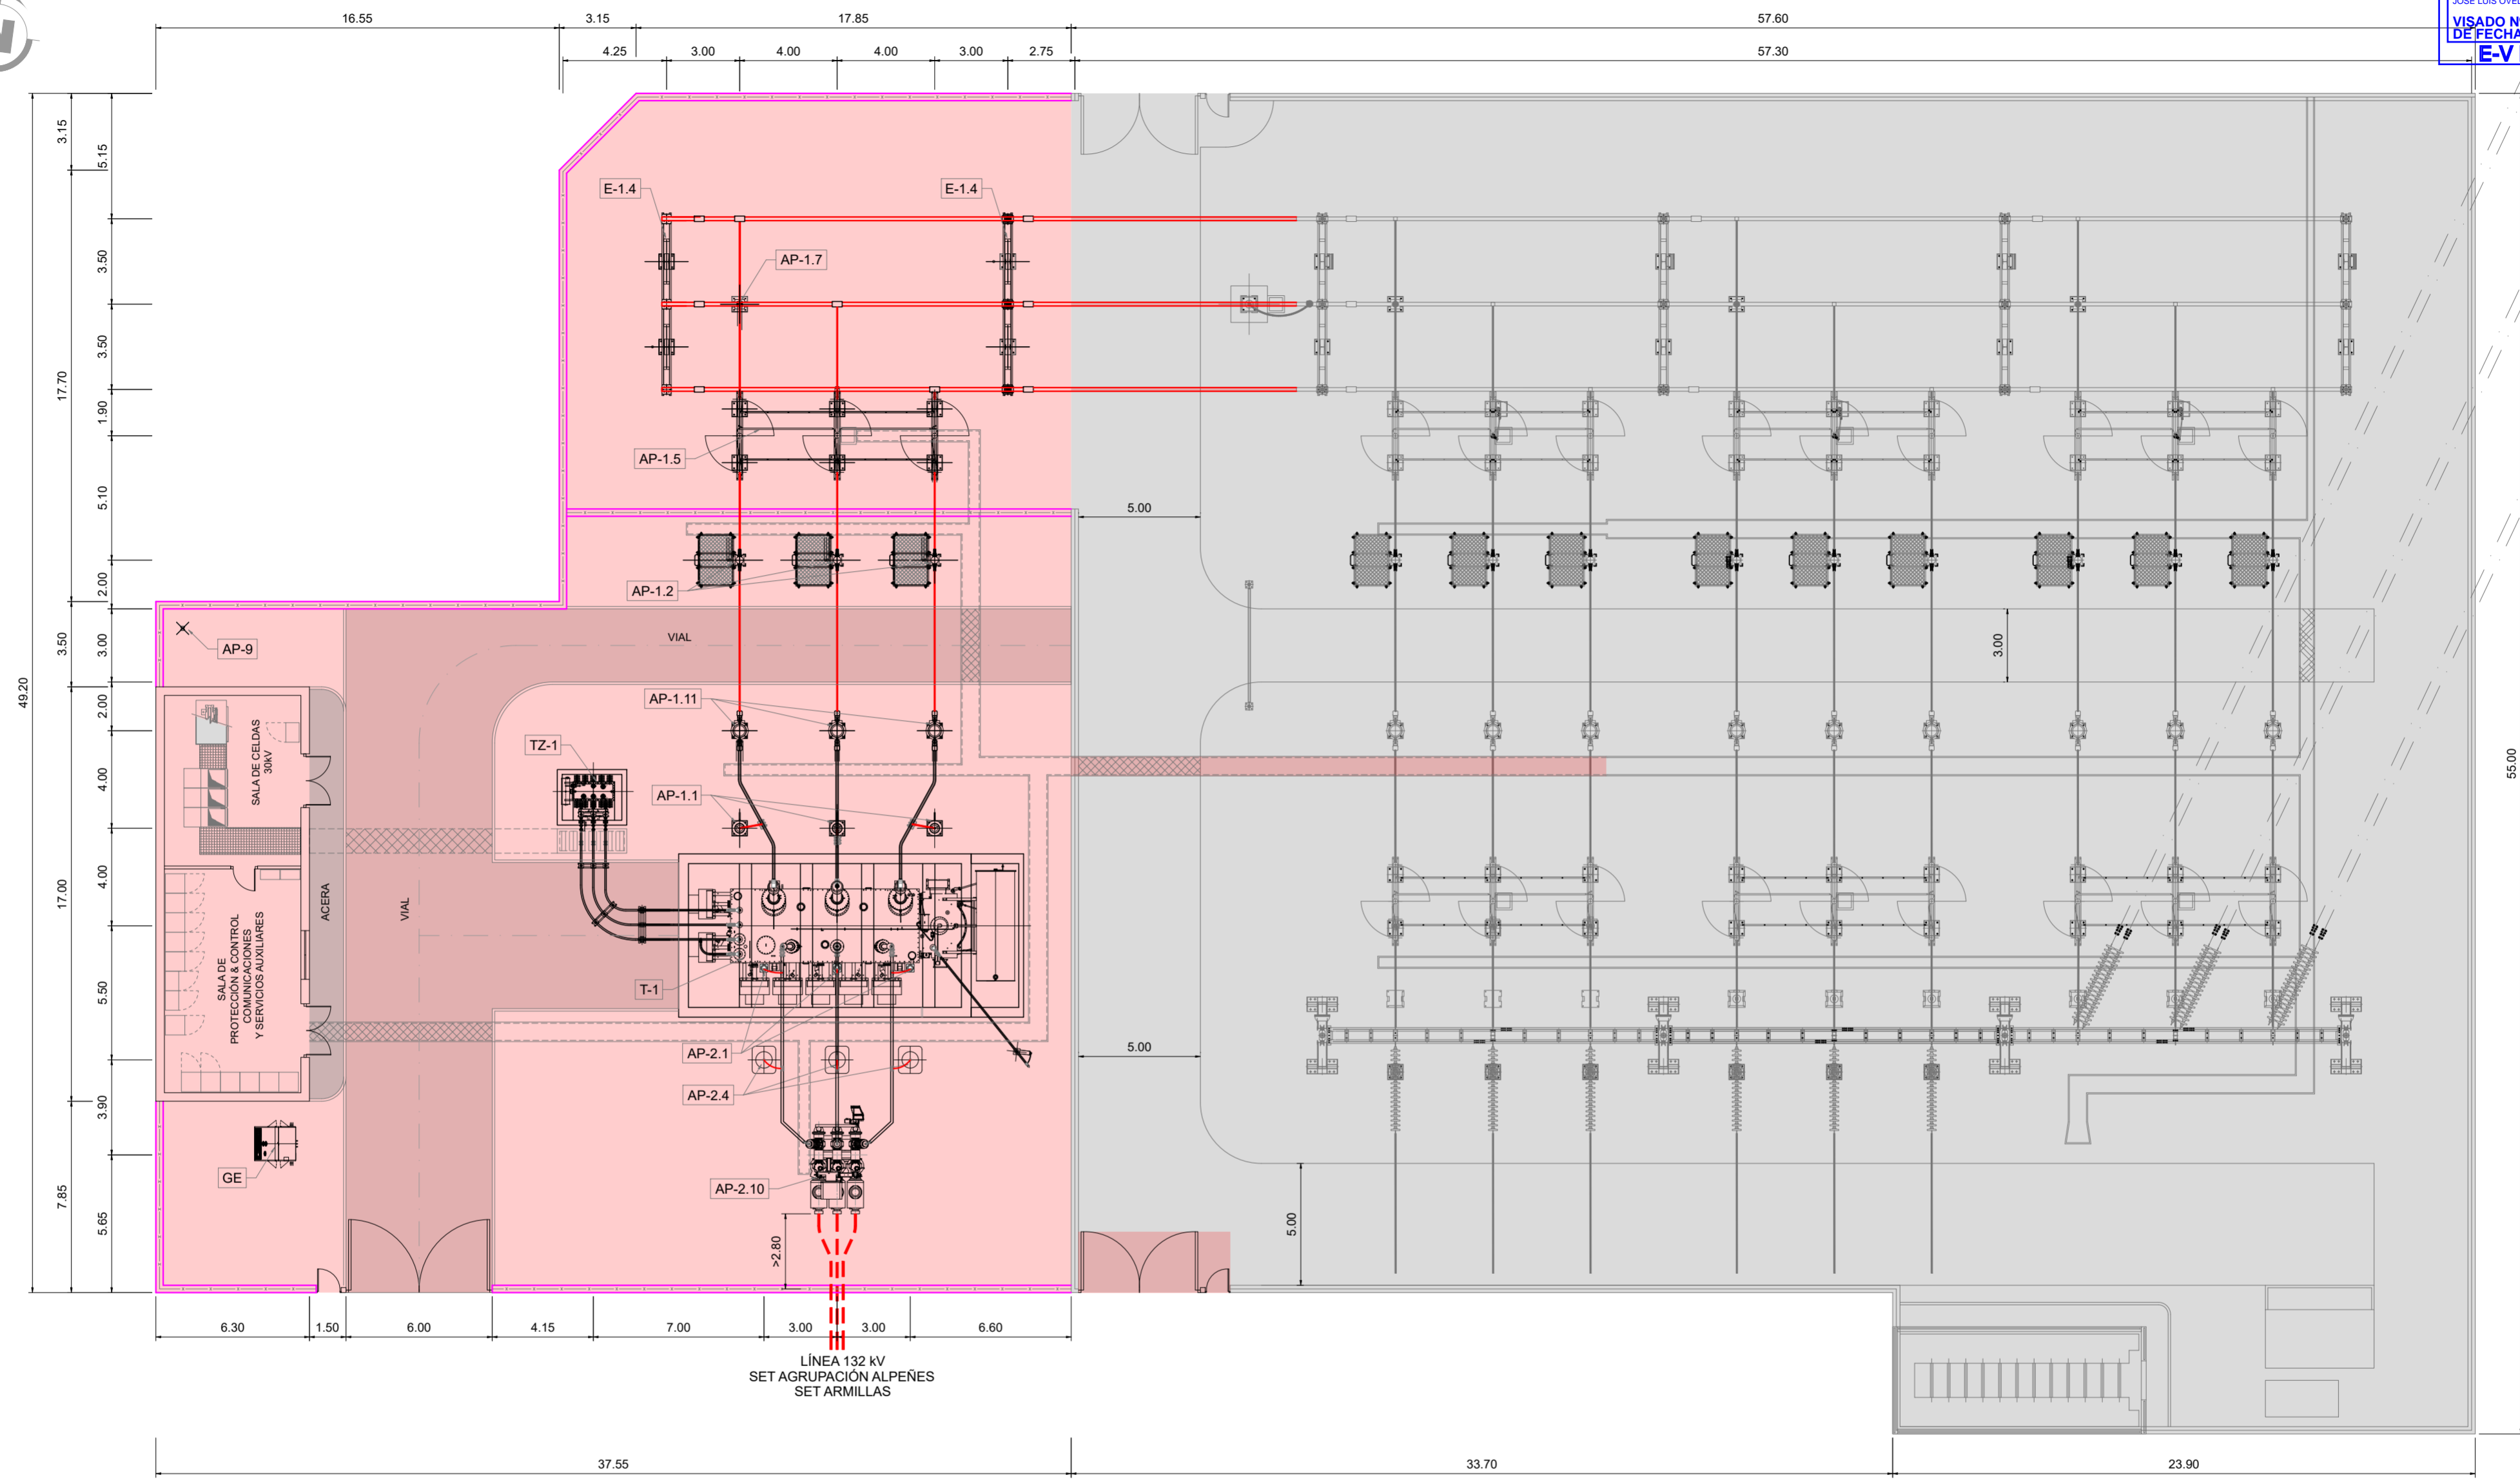 16.55
3.15
17.85
57.60
4.25
3.00
4.00
4.00
3.00
2.75
57.30
VISADO
DE FECHA
E-V
49.20
3.15
17.70
3.50
17.00
7.85
5.15
3.50
3.50
1.90
5.10
2.00
3.00
2.00
4.00
4.00
5.50
3.90
5.65
E-1.4
E-1.4
AP-1.7
AP-1.5
5.00
AP-1.2
VIAL
AP-9
3.00
AP-1.11
TZ-1
SALA DE CELDAS
30kV
AP-1.1
55.00
SALA DE
PROTECCIÓN & CONTROL
COMUNICACIONES
Y SERVICIOS AUXILIARES
ACERA
VIAL
T-1
AP-2.1
5.00
AP-2.4
GE
AP-2.10
>2.80
5.00
6.30
1.50
6.00
4.15
7.00
3.00
3.00
6.60
LÍNEA 132 kV
SET AGRUPACIÓN ALPEÑES
SET ARMILLAS
37.55
33.70
23.90